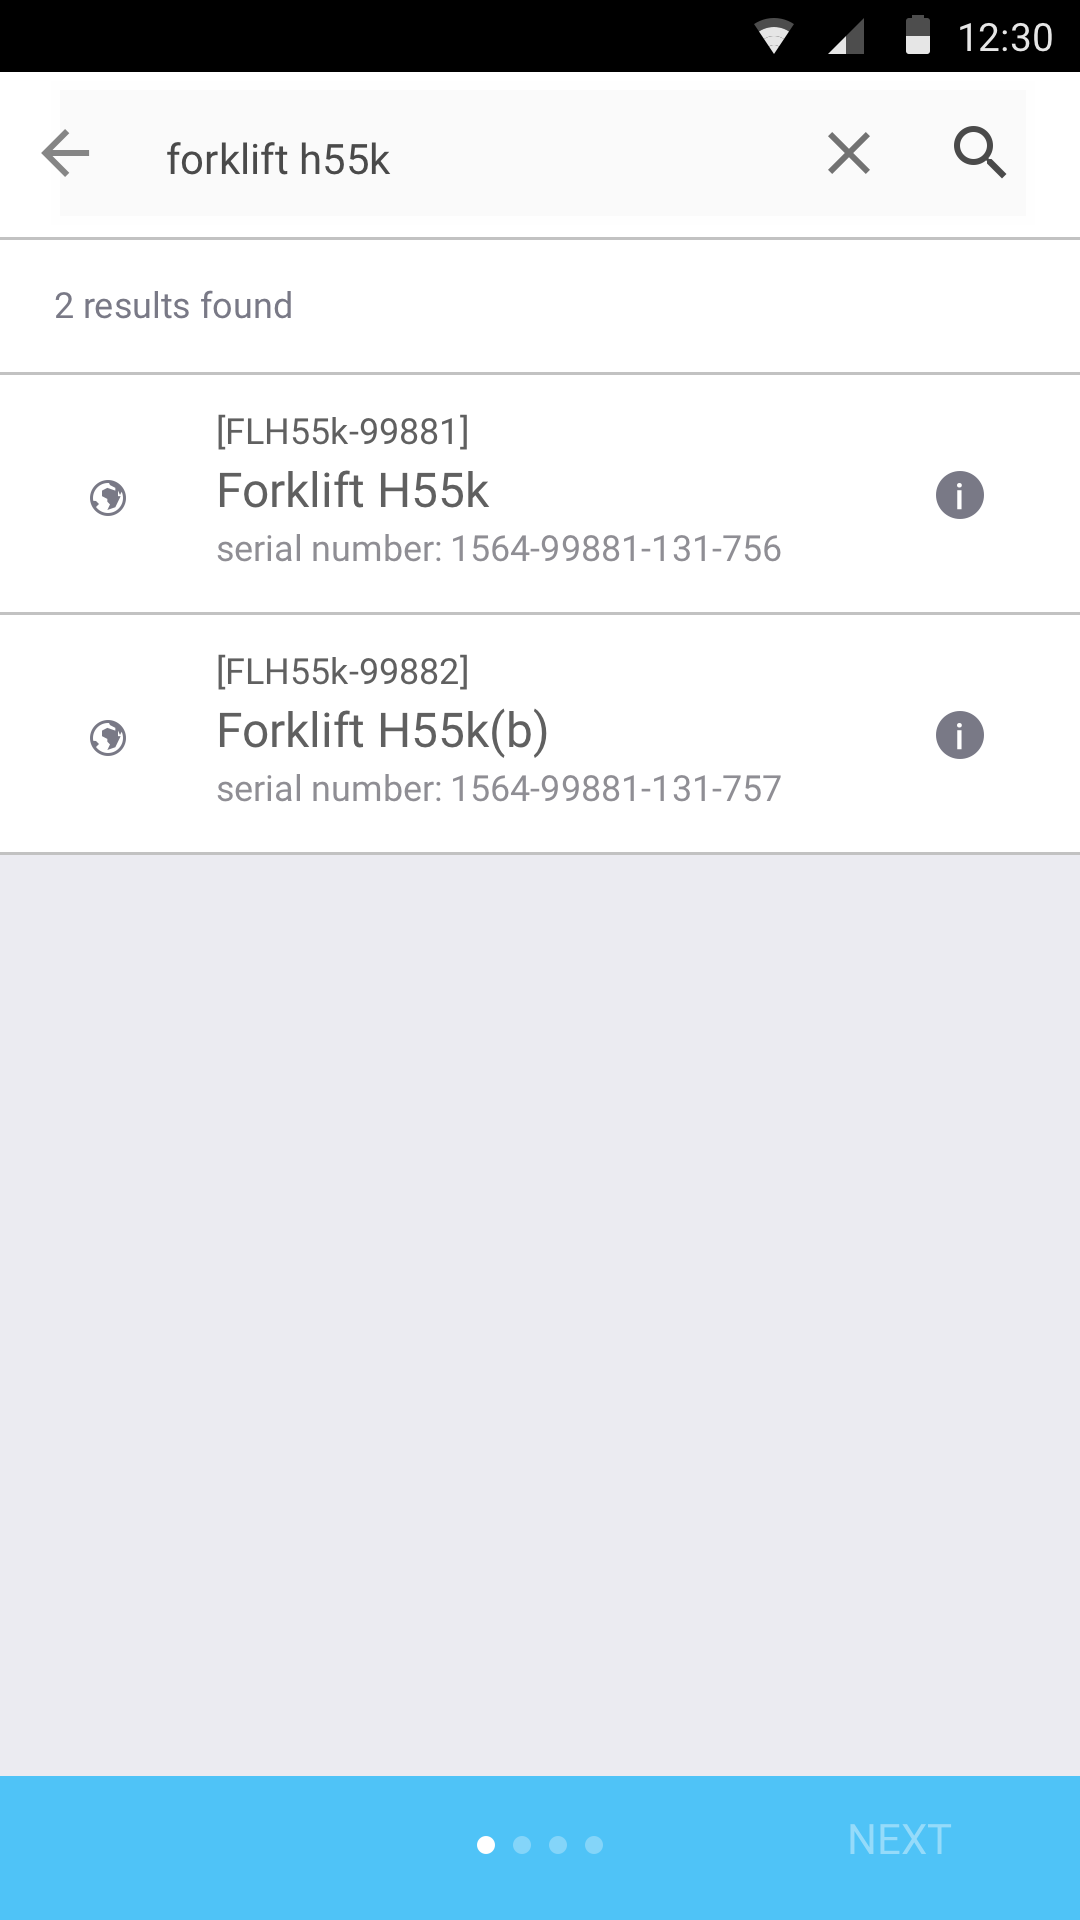 12:30
forklift h55k
2 results found
[FLH55k-99881]
Forklift H55k
serial number: 1564-99881-131-756
[FLH55k-99882]
Forklift H55k(b)
serial number: 1564-99881-131-757
NEXT